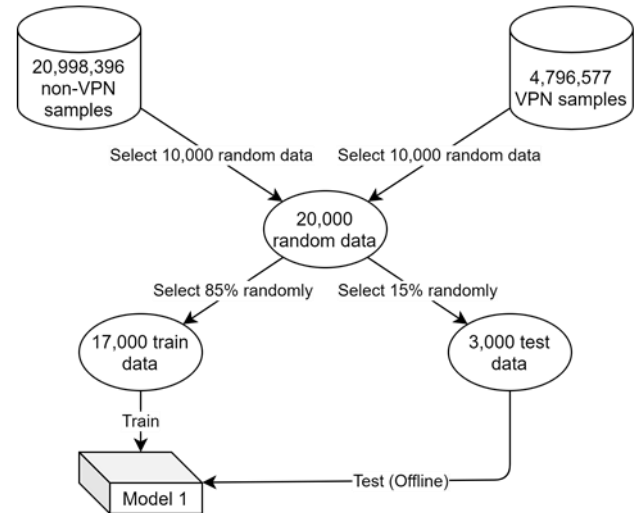 20,998,396
non-VPN
samples
4,796,577
VPN samples
Select 10,000 random data
Select 10,000 random data
20,000
random data
Select 85% randomly
Select 15% randomly
17,000 train
data
3,000 test
data
Train
Test (Offline)
Model 1